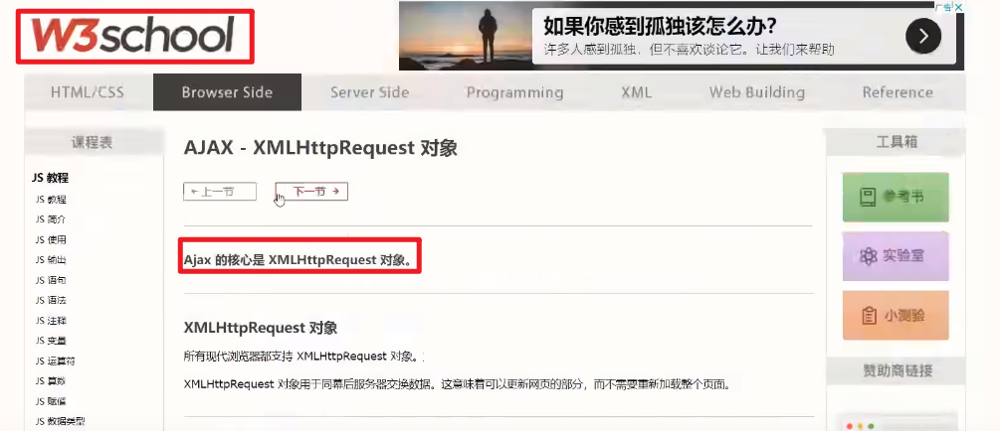 W3school
广告
如果你感到孤独该怎么办?
许多人感到孤独，但不喜欢谈论它。让我们来帮助
HTML/CSS Browser Side Server Side Programming XML Web Building Reference
课程表
JS 教程
JS 教程
JS 简介
JS 使用
JS 输出
JS 语句
JS 语法
JS 注释
JS 变量
JS 运算符
JS 算数
JS 赋值
JS 数据类型
AJAX - XMLHttpRequest 对象
← 上一节 下一节 →
Ajax 的核心是 XMLHttpRequest 对象。
XMLHttpRequest 对象
所有现代浏览器都支持 XMLHttpRequest 对象。
XMLHttpRequest 对象用于同幕后服务器交换数据。这意味着可以更新网页的部分，而不需要重新加载整个页面。
工具箱
参考书
实验室
小测验
赞助商链接